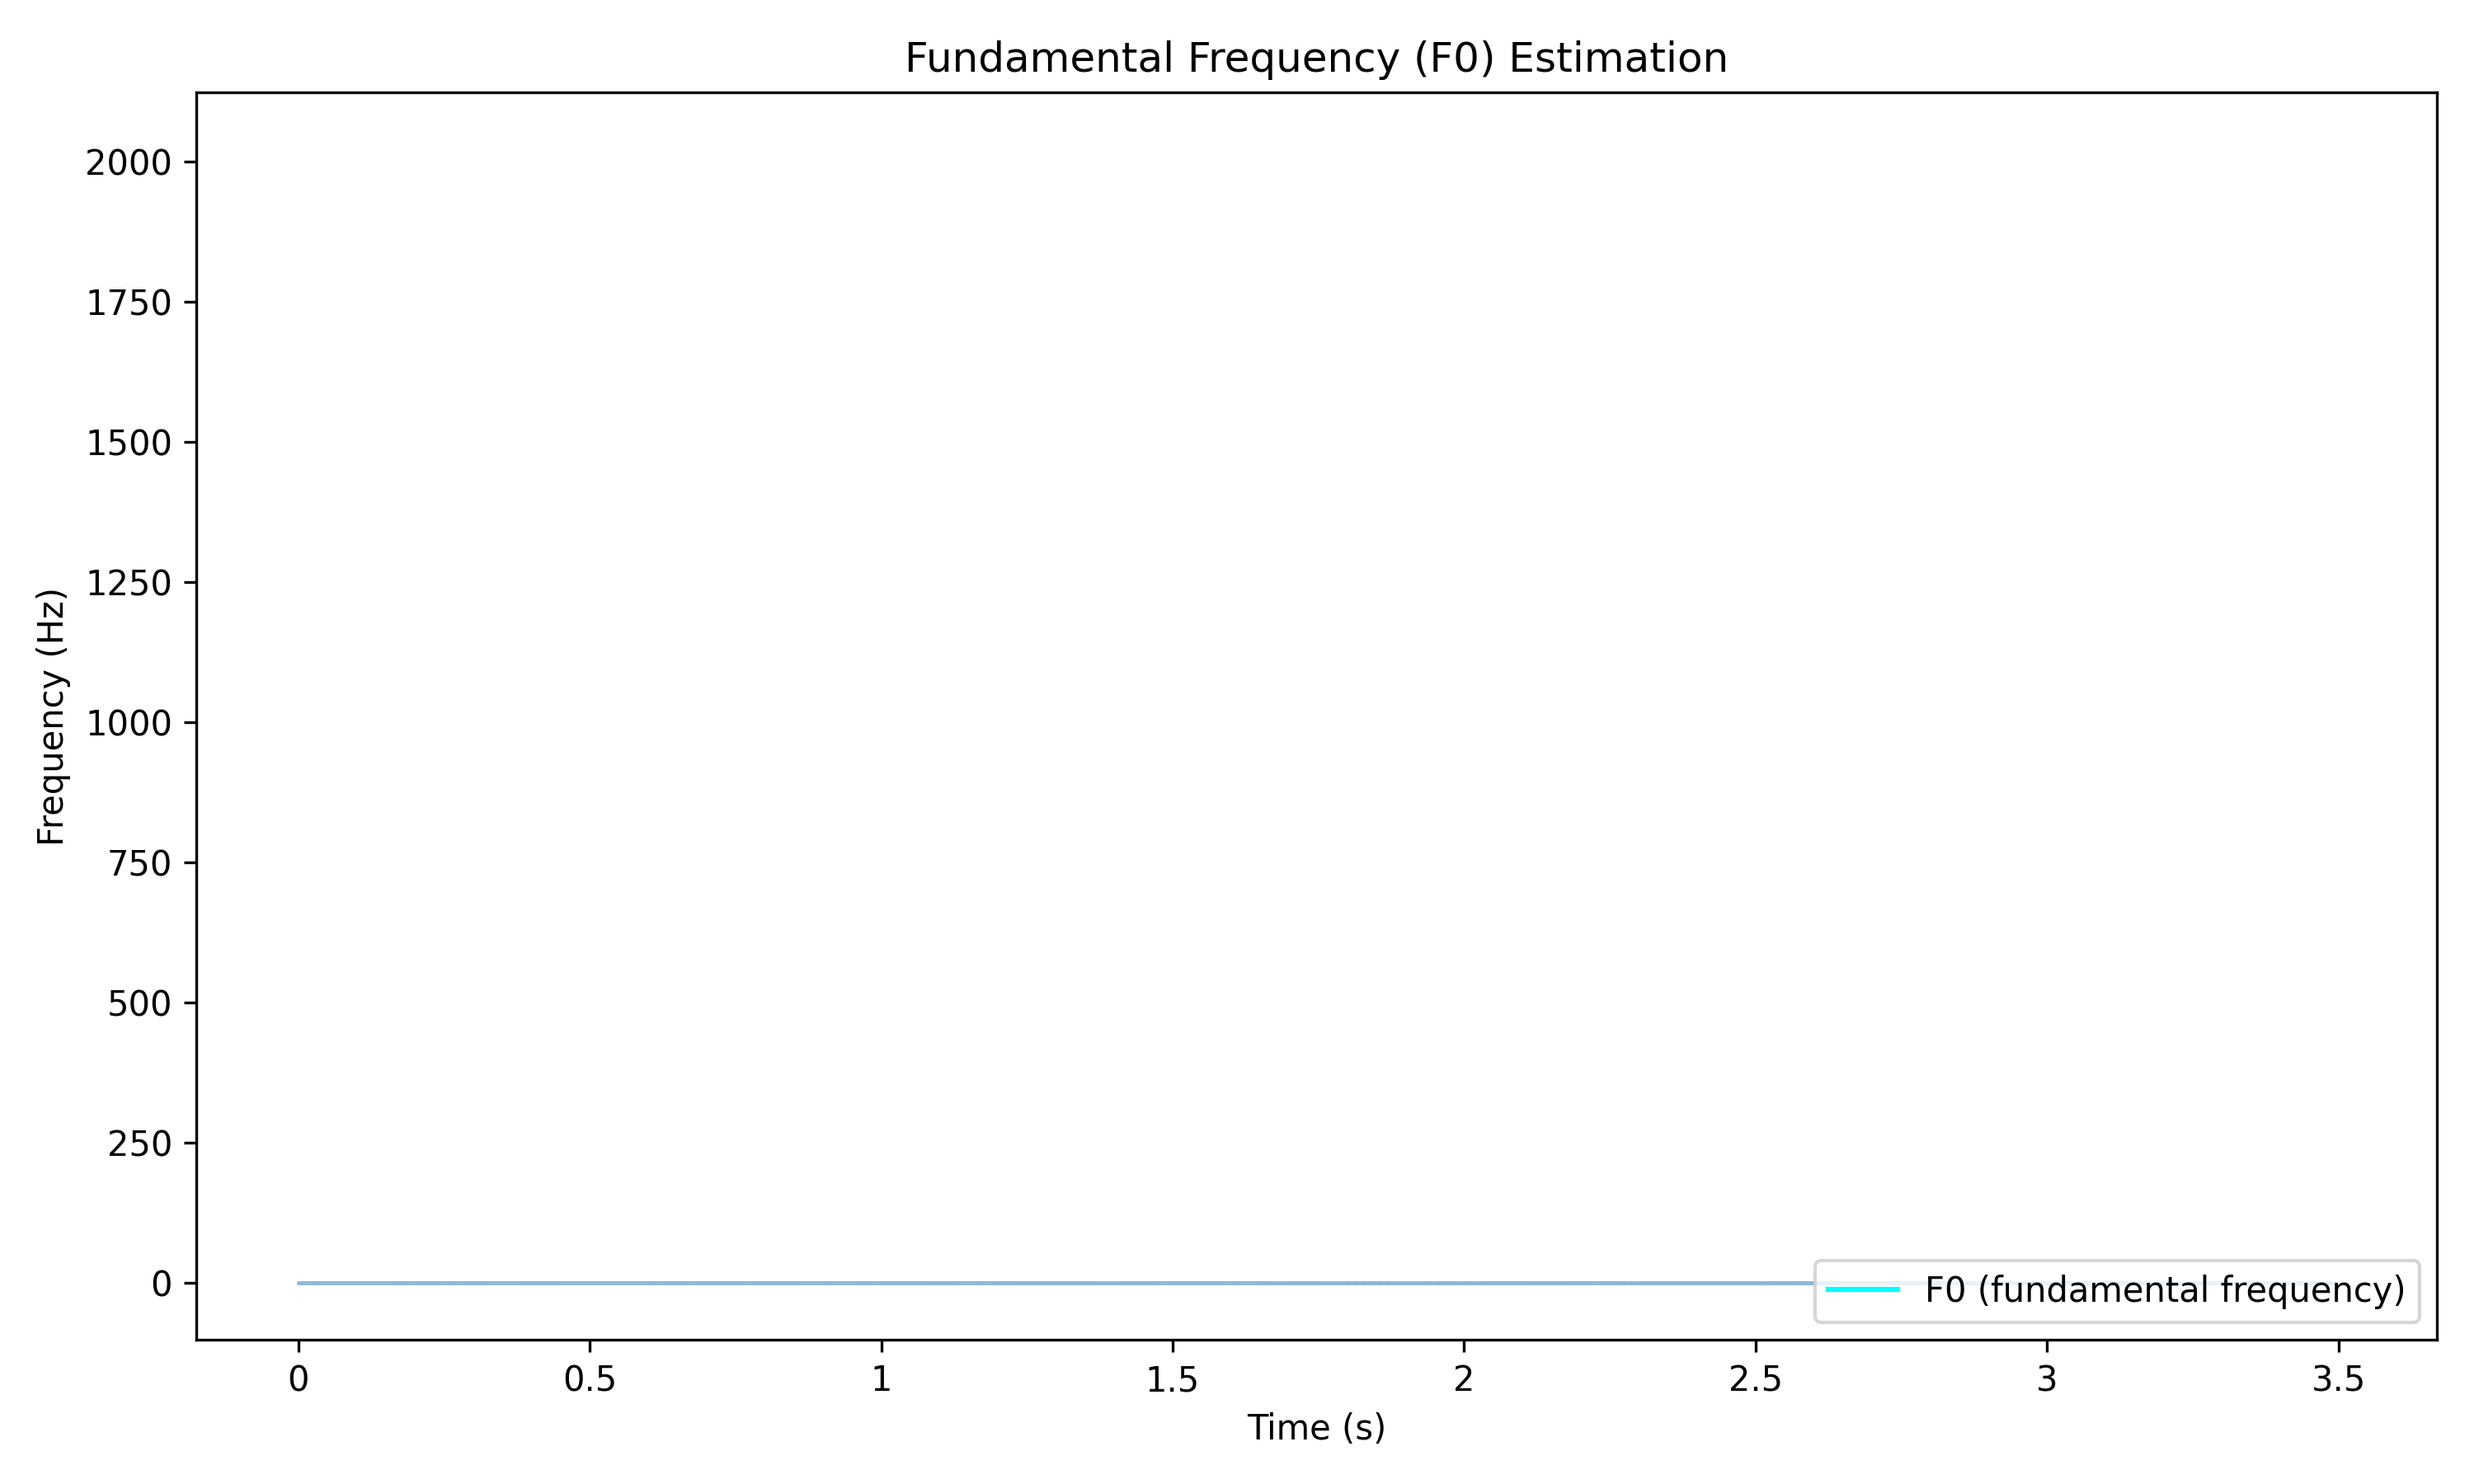 Fundamental Frequency (F0) Estimation
2000
1750
1500
1250
1000
750
500
250
0
Frequency (Hz)
F0 (fundamental frequency)
0 0.5 1 1.5 2 2.5 3 3.5
Time (s)